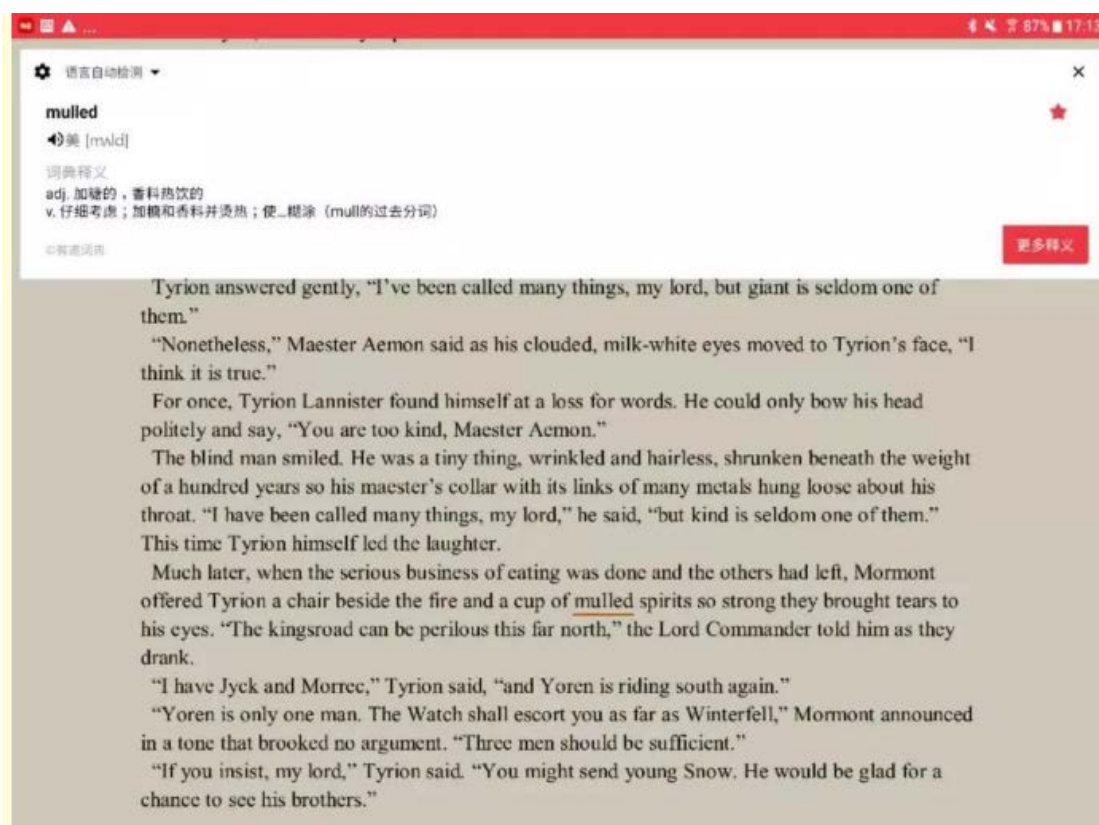 87% 17:13
语言自动检测
mulled
美 [mʌld]
词典释义
adj. 加糖的，香料热饮的
v. 仔细考虑；加糖和香料并烫热；使...糊涂（mull的过去分词）
©有道词典
更多释义
Tyrion answered gently, “I’ve been called many things, my lord, but giant is seldom one of
them.”
“Nonetheless,” Maester Aemon said as his clouded, milk-white eyes moved to Tyrion’s face, “I
think it is true.”
For once, Tyrion Lannister found himself at a loss for words. He could only bow his head
politely and say, “You are too kind, Maester Aemon.”
The blind man smiled. He was a tiny thing, wrinkled and hairless, shrunken beneath the weight
of a hundred years so his maester’s collar with its links of many metals hung loose about his
throat. “I have been called many things, my lord,” he said, “but kind is seldom one of them.”
This time Tyrion himself led the laughter.
Much later, when the serious business of eating was done and the others had left, Mormont
offered Tyrion a chair beside the fire and a cup of mulled spirits so strong they brought tears to
his eyes. “The kingsroad can be perilous this far north,” the Lord Commander told him as they
drank.
“I have Jyck and Morrec,” Tyrion said, “and Yoren is riding south again.”
“Yoren is only one man. The Watch shall escort you as far as Winterfell,” Mormont announced
in a tone that brooked no argument. “Three men should be sufficient.”
“If you insist, my lord,” Tyrion said. “You might send young Snow. He would be glad for a
chance to see his brothers.”